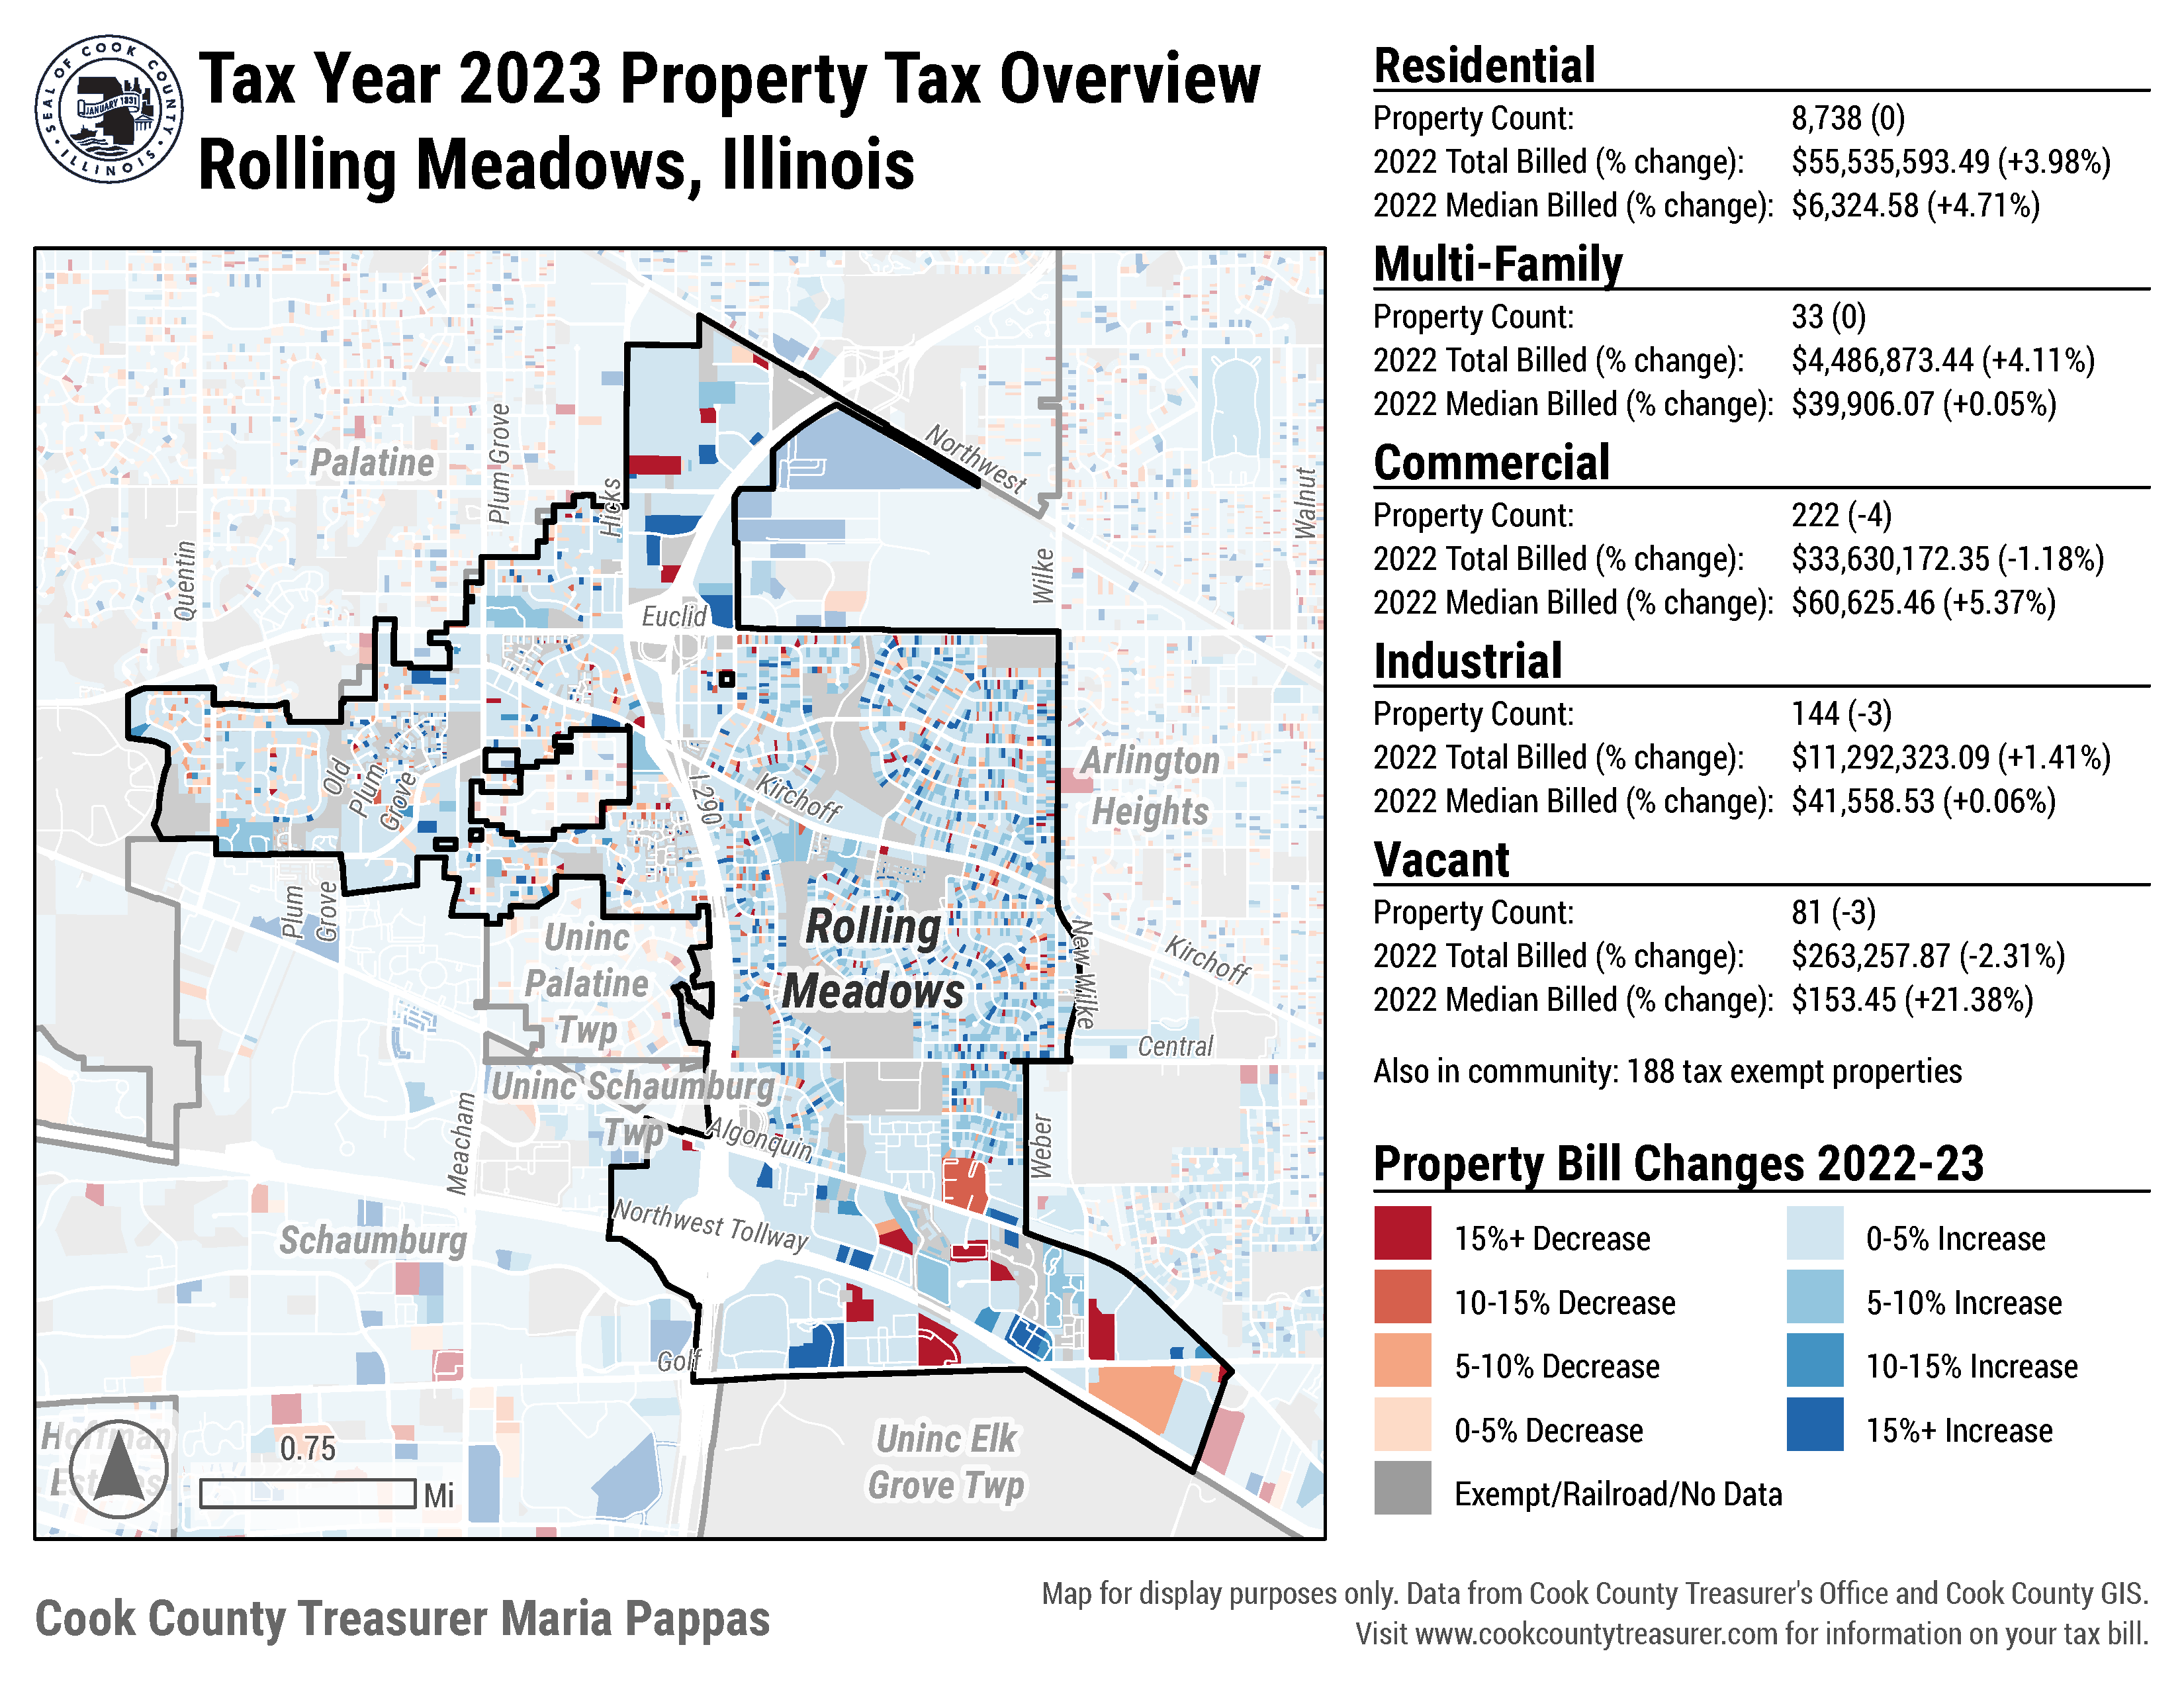 SEAL OF COOK COUNTY
• ILLINOIS •
JANUARY 1831
Tax Year 2023 Property Tax Overview
Rolling Meadows, Illinois
Residential
Property Count: 8,738 (0)
2022 Total Billed (% change): $55,535,593.49 (+3.98%)
2022 Median Billed (% change): $6,324.58 (+4.71%)
Multi-Family
Property Count: 33 (0)
2022 Total Billed (% change): $4,486,873.44 (+4.11%)
2022 Median Billed (% change): $39,906.07 (+0.05%)
Commercial
Property Count: 222 (-4)
2022 Total Billed (% change): $33,630,172.35 (-1.18%)
2022 Median Billed (% change): $60,625.46 (+5.37%)
Industrial
Property Count: 144 (-3)
2022 Total Billed (% change): $11,292,323.09 (+1.41%)
2022 Median Billed (% change): $41,558.53 (+0.06%)
Vacant
Property Count: 81 (-3)
2022 Total Billed (% change): $263,257.87 (-2.31%)
2022 Median Billed (% change): $153.45 (+21.38%)
Also in community: 188 tax exempt properties
Property Bill Changes 2022-23
15%+ Decrease
10-15% Decrease
5-10% Decrease
0-5% Decrease
Exempt/Railroad/No Data
0-5% Increase
5-10% Increase
10-15% Increase
15%+ Increase
Palatine
Plum Grove
Hicks
Northwest
Walnut
Quentin
Wilke
Euclid
Arlington
Heights
Old
Plum
Grove
I 290
Kirchoff
Plum
Grove
Rolling
Meadows
Uninc
Palatine
Twp
New Wilke
Kirchoff
Central
Uninc Schaumburg
Twp
Algonquin
Meacham
Weber
Schaumburg
Northwest Tollway
Golf
Hoffman
Estates
0.75
Mi
Uninc Elk
Grove Twp
Cook County Treasurer Maria Pappas
Map for display purposes only. Data from Cook County Treasurer's Office and Cook County GIS.
Visit www.cookcountytreasurer.com for information on your tax bill.